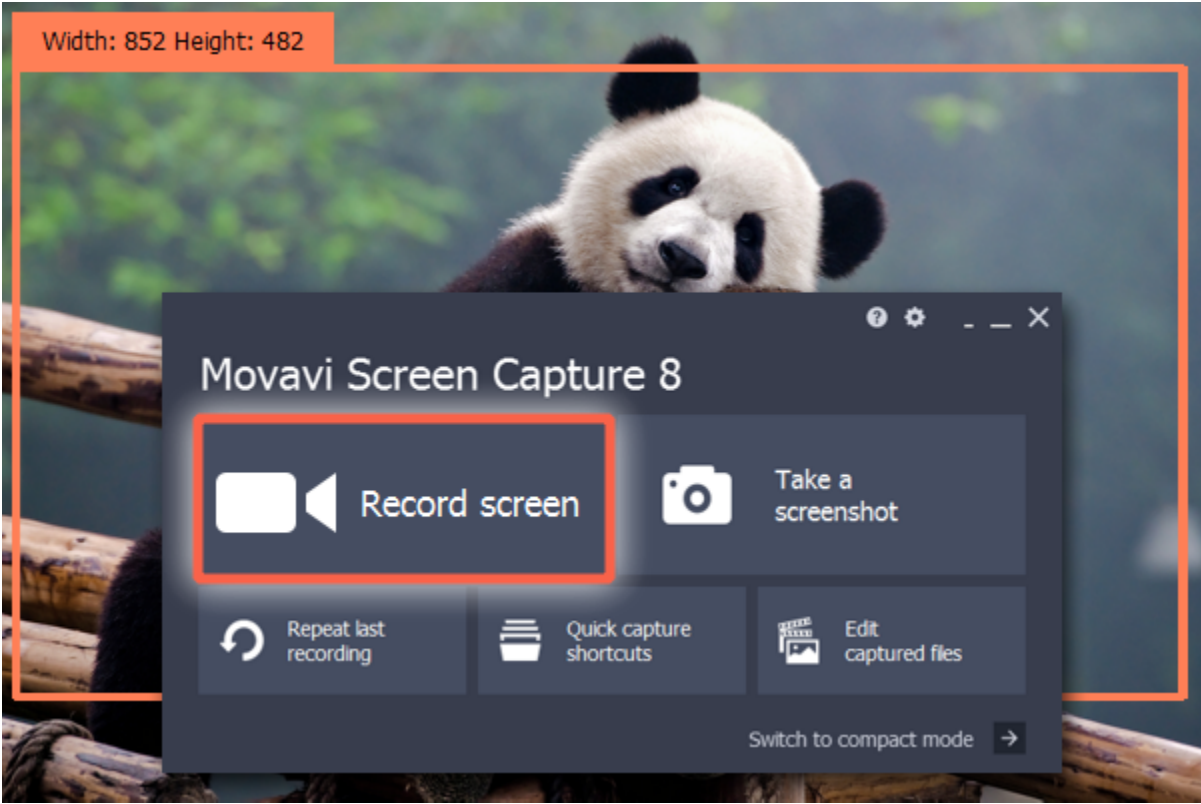 Width: 852 Height: 482
Movavi Screen Capture 8
Record screen
Take a
screenshot
Repeat last
recording
Quick capture
shortcuts
Edit
captured files
Switch to compact mode